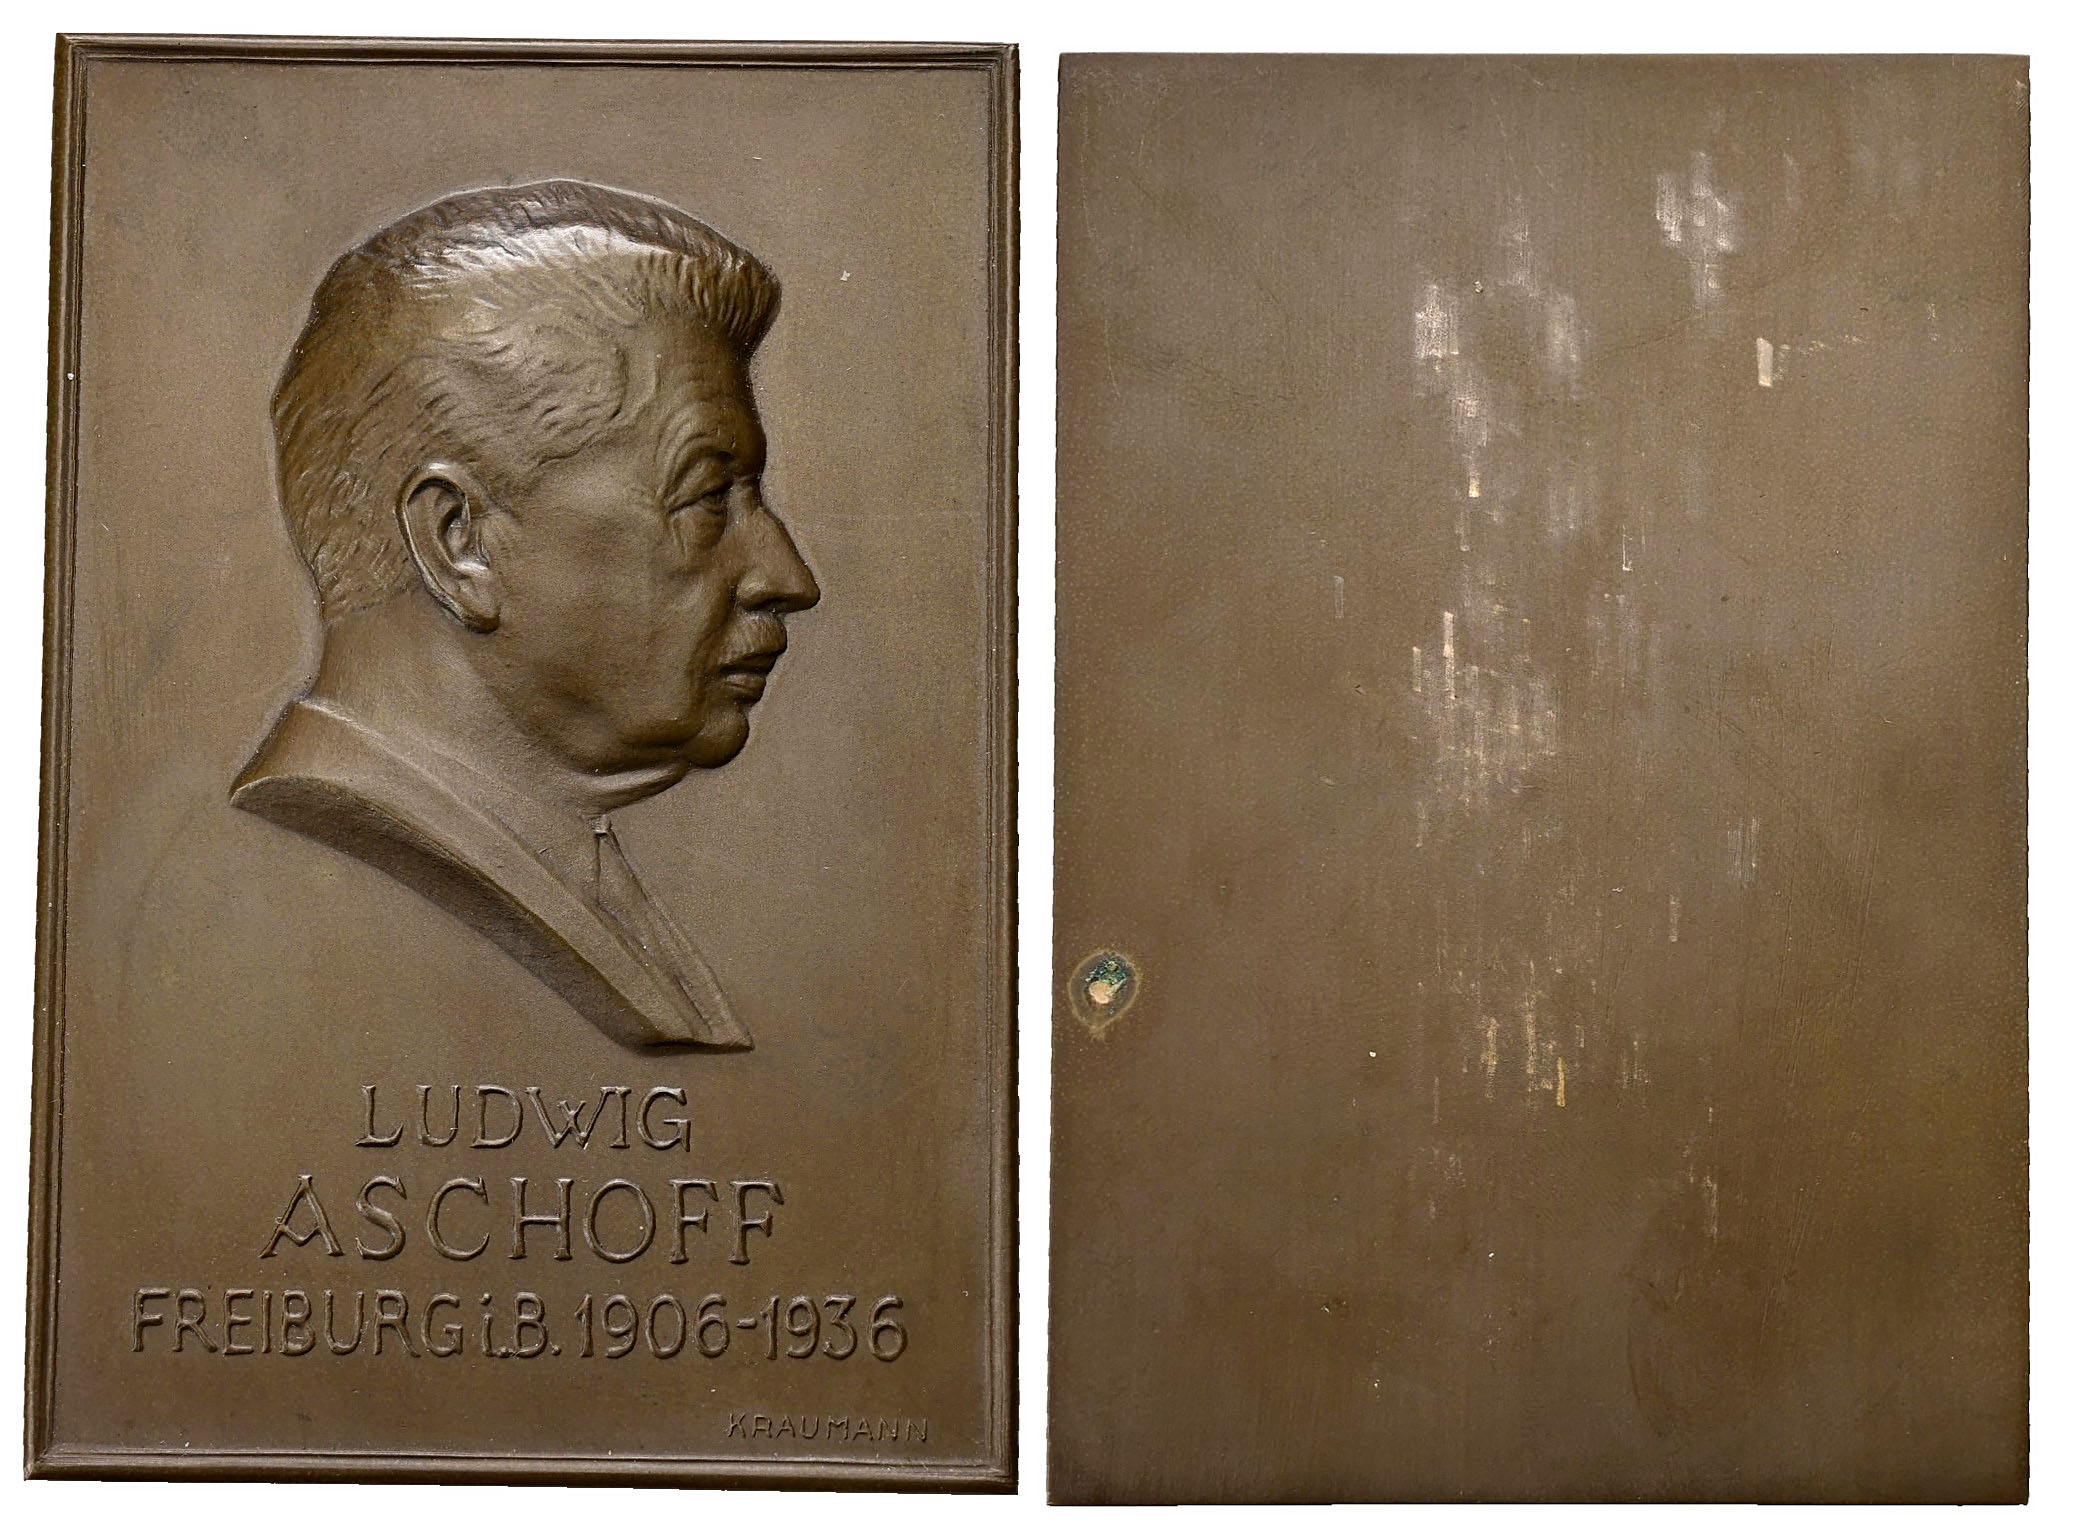 LUDWIG
ASCHOFF
FREIBURG i.B. 1906-1936
KRAUMANN